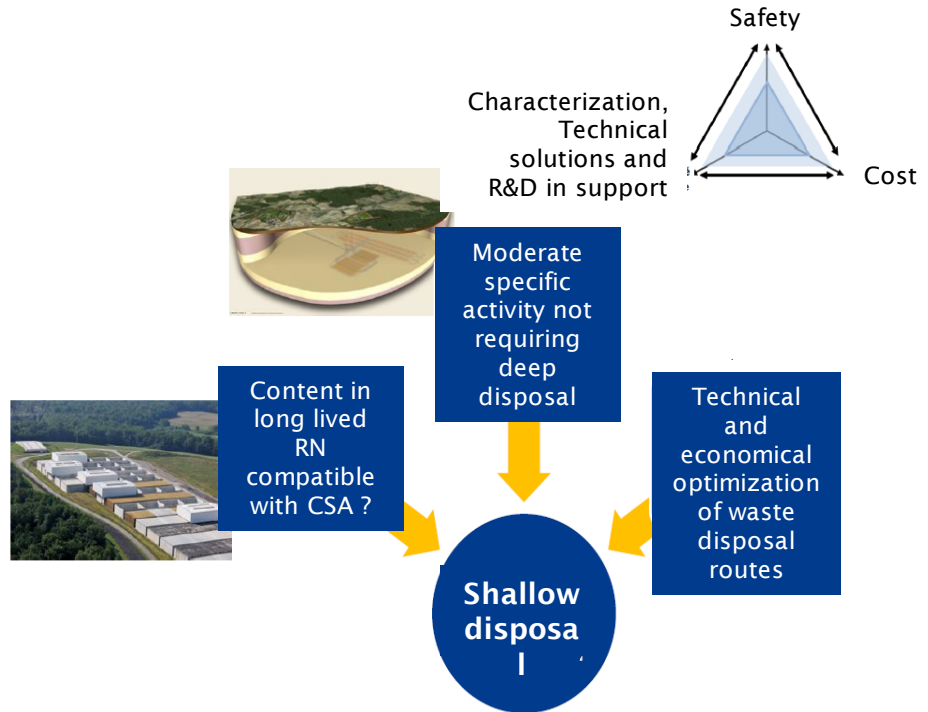 Safety
Characterization,
Technical
solutions and
R&D in support
Cost
Moderate
specific
activity not
requiring
deep
disposal
Content in
long lived
RN
compatible
with CSA ?
Technical
and
economical
optimization
of waste
disposal
routes
Shallow
disposa
l